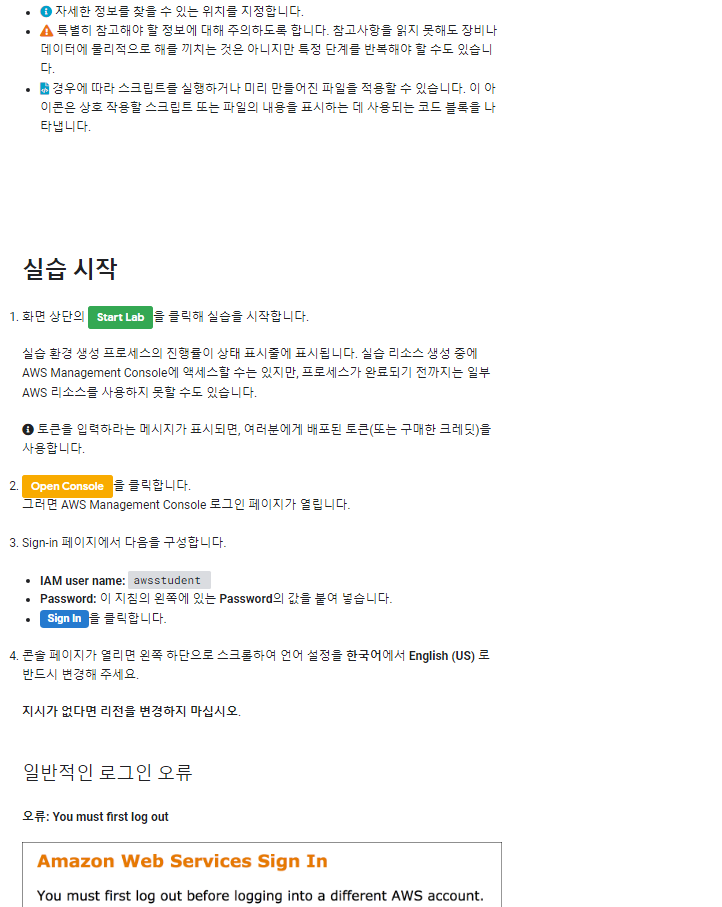 자세한 정보를 찾을 수 있는 위치를 지정합니다.
특별히 참고해야 할 정보에 대해 주의하도록 합니다. 참고사항을 읽지 못해도 장비나
데이터에 물리적으로 해를 끼치는 것은 아니지만 특정 단계를 반복해야 할 수도 있습니
다.
경우에 따라 스크립트를 실행하거나 미리 만들어진 파일을 적용할 수 있습니다. 이 아
이콘은 상호 작용할 스크립트 또는 파일의 내용을 표시하는 데 사용되는 코드 블록을 나
타냅니다.
실습 시작
1. 화면 상단의 Start Lab을 클릭해 실습을 시작합니다.
실습 환경 생성 프로세스의 진행률이 상태 표시줄에 표시됩니다. 실습 리소스 생성 중에
AWS Management Console에 액세스할 수는 있지만, 프로세스가 완료되기 전까지는 일부
AWS 리소스를 사용하지 못할 수도 있습니다.
토큰을 입력하라는 메시지가 표시되면, 여러분에게 배포된 토큰(또는 구매한 크레딧)을
사용합니다.
2. Open Console을 클릭합니다.
그러면 AWS Management Console 로그인 페이지가 열립니다.
3. Sign-in 페이지에서 다음을 구성합니다.
IAM user name: awsstudent
Password: 이 지침의 왼쪽에 있는 Password의 값을 붙여 넣습니다.
Sign In을 클릭합니다.
4. 콘솔 페이지가 열리면 왼쪽 하단으로 스크롤하여 언어 설정을 한국어에서 English (US) 로
반드시 변경해 주세요.
지시가 없다면 리전을 변경하지 마십시오.
일반적인 로그인 오류
오류: You must first log out
Amazon Web Services Sign In
You must first log out before logging into a different AWS account.